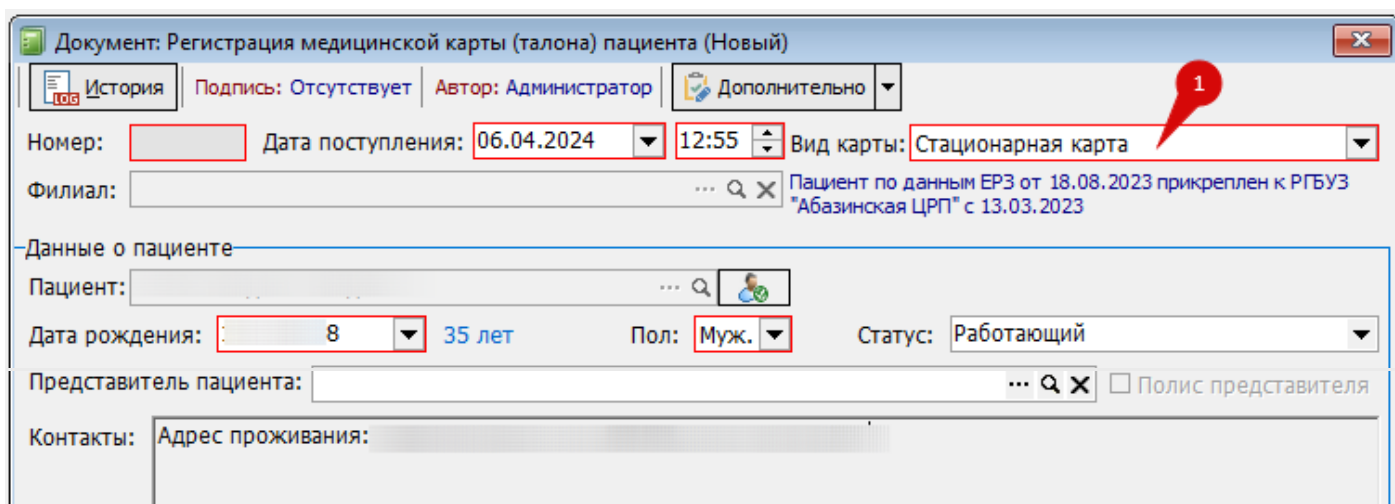 Документ: Регистрация медицинской карты (талона) пациента (Новый)
LOG История Подпись: Отсутствует Автор: Администратор Дополнительно
1
Номер: Дата поступления: 06.04.2024 12:55 Вид карты: Стационарная карта
Филиал: ... Пациент по данным ЕРЗ от 18.08.2023 прикреплен к РГБУЗ
"Абазинская ЦРП" с 13.03.2023
Данные о пациенте
Пациент: ...
Дата рождения: 8 35 лет Пол: Муж. Статус: Работающий
Представитель пациента: ... Полис представителя
Контакты: Адрес проживания: